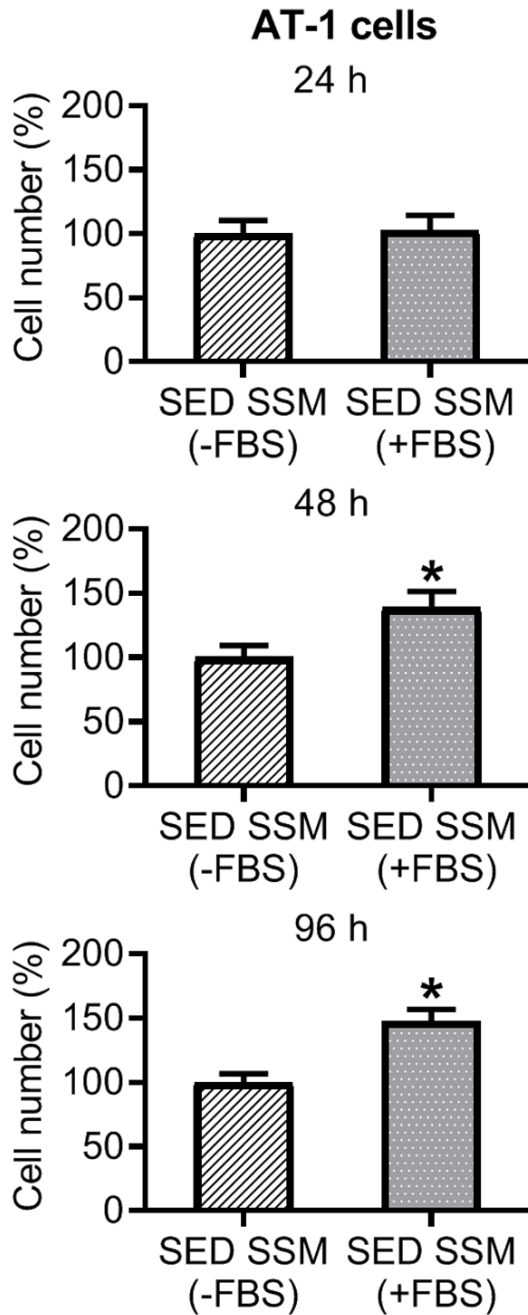 AT-1 cells
24 h
Cell number (%)
200
150
100
50
0
SED SSM SED SSM
(-FBS) (+FBS)
48 h
Cell number (%)
200
150
100
50
0
*
SED SSM SED SSM
(-FBS) (+FBS)
96 h
Cell number (%)
200
150
100
50
0
*
SED SSM SED SSM
(-FBS) (+FBS)